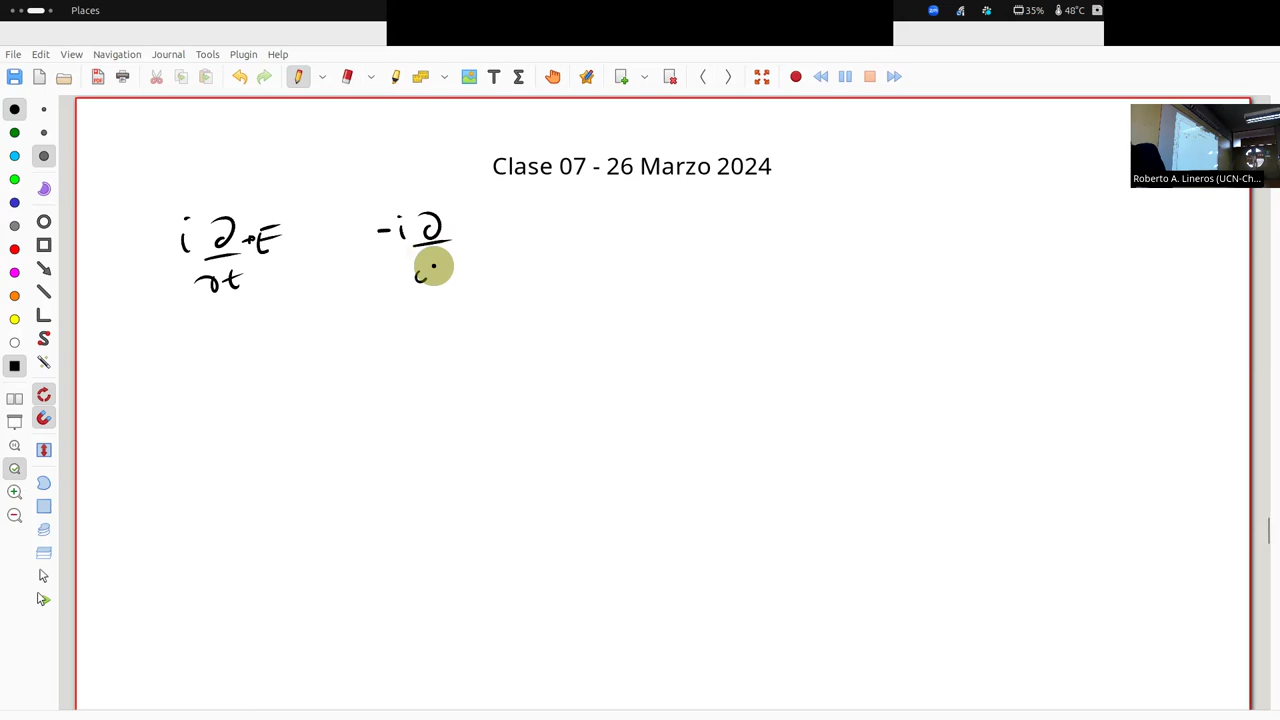 Places
35% 48°C
File Edit View Navigation Journal Tools Plugin Help
Clase 07 - 26 Marzo 2024
Roberto A. Lineros (UCN-Ch...
i ∂/∂t → E -i ∂